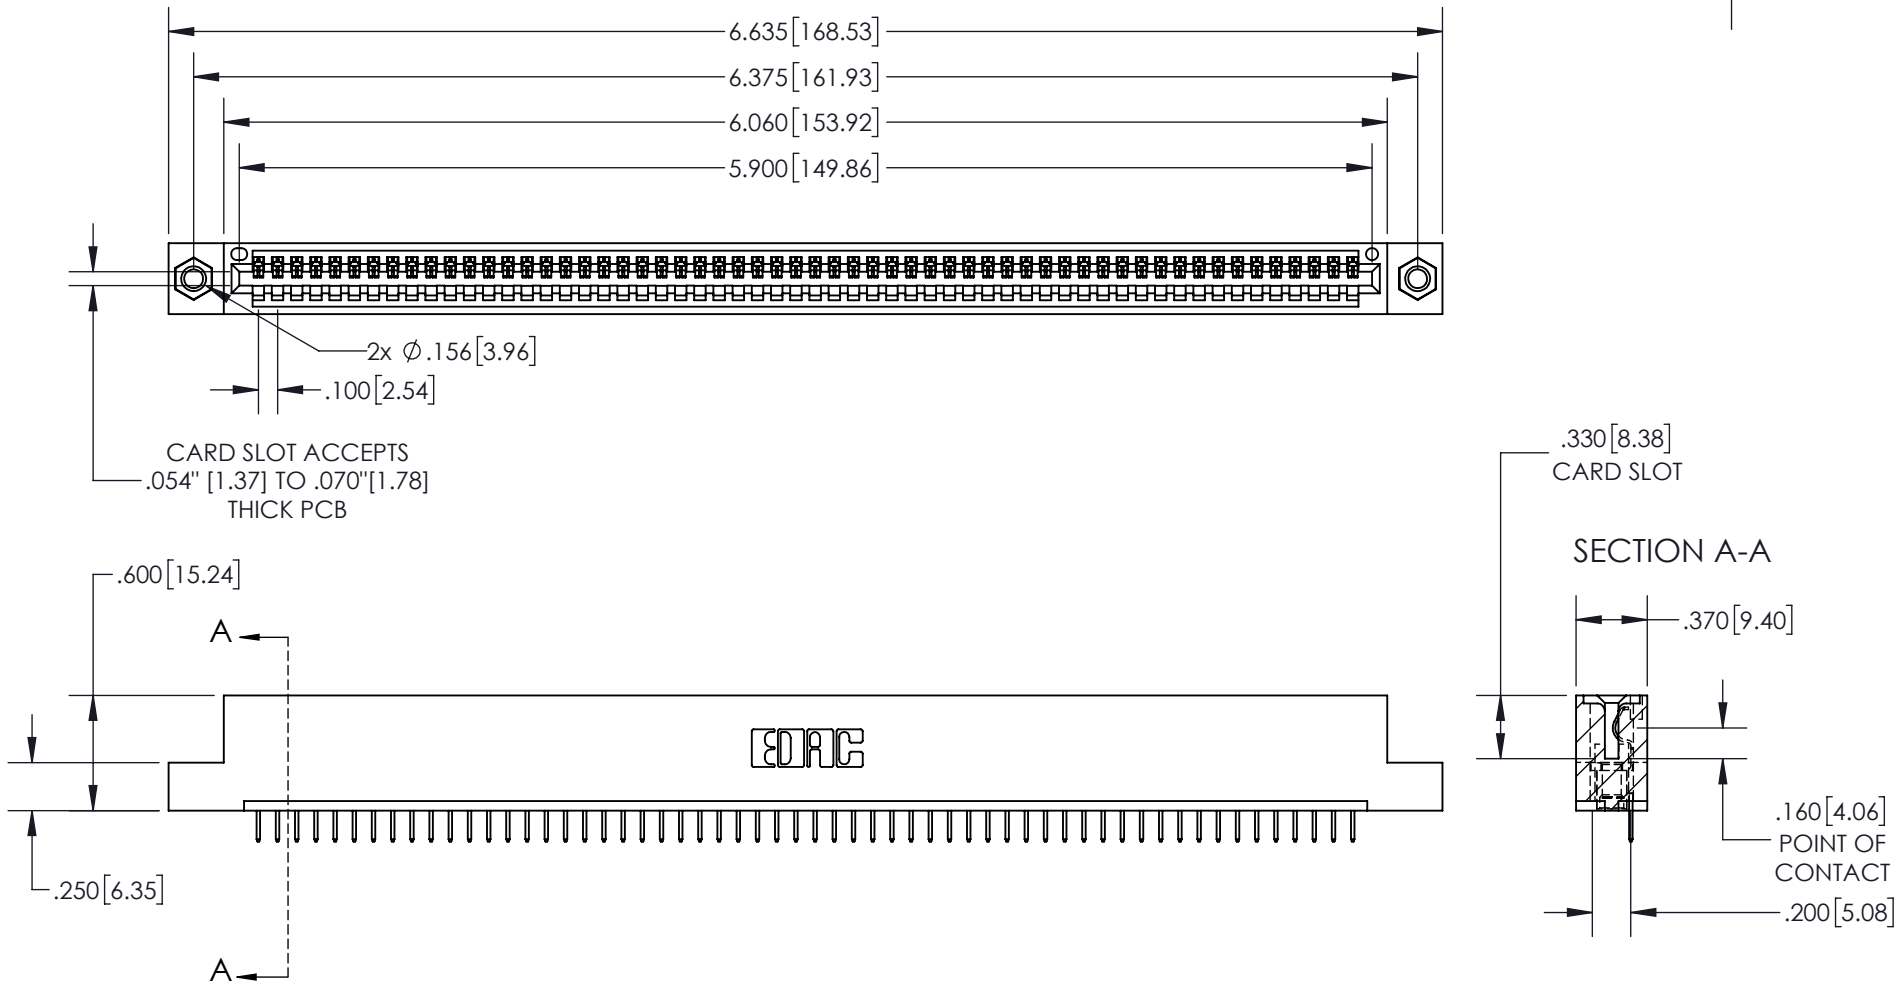 6.635[168.53]
6.375[161.93]
6.060[153.92]
5.900[149.86]
2x Ø.156[3.96]
.100[2.54]
CARD SLOT ACCEPTS
.054" [1.37] TO .070"[1.78]
THICK PCB
.330[8.38]
CARD SLOT
SECTION A-A
.600[15.24]
.370[9.40]
A
EDAC
.160[4.06]
POINT OF
CONTACT
.250[6.35]
.200[5.08]
A